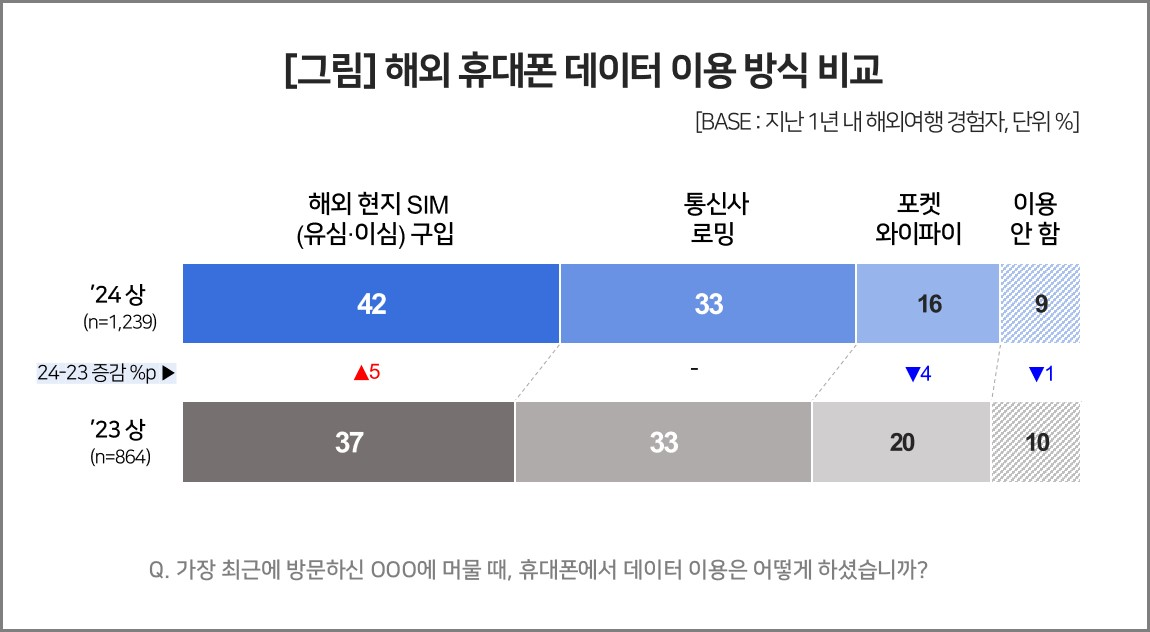 [그림] 해외 휴대폰 데이터 이용 방식 비교
[BASE : 지난 1년 내 해외여행 경험자, 단위 %]
해외 현지 SIM
(유심·이심) 구입
통신사
로밍
포켓
와이파이
이용
안 함
’24 상
(n=1,239)
42
33
16
9
24-23 증감 %p ▶
▲5
-
▼4
▼1
’23 상
(n=864)
37
33
20
10
Q. 가장 최근에 방문하신 OOO에 머물 때, 휴대폰에서 데이터 이용은 어떻게 하셨습니까?